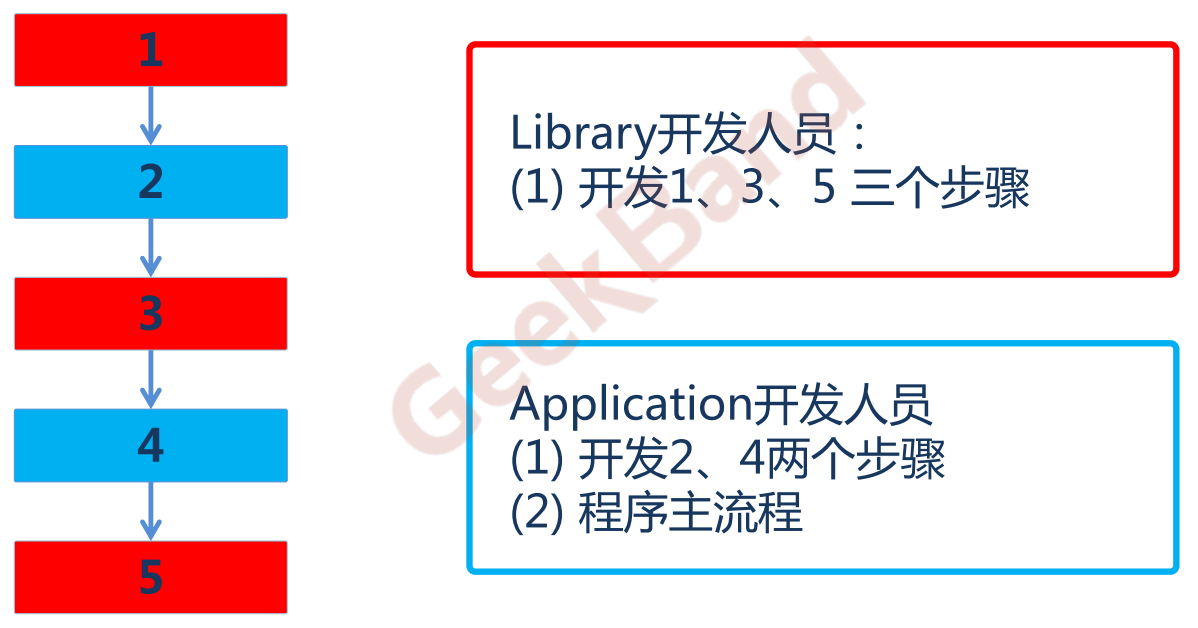 1
2
3
4
5
Library开发人员：
(1) 开发1、3、5 三个步骤
Application开发人员
(1) 开发2、4两个步骤
(2) 程序主流程
GeekBand